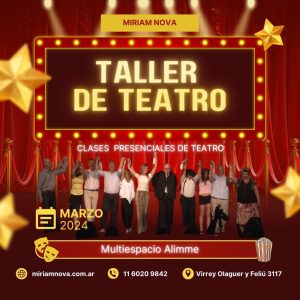 MIRIAM NOVA
TALLER
DE TEATRO
CLASES PRESENCIALES DE TEATRO
MARZO
2024
Multiespacio Alimme
miriamnova.com.ar
11 6020 9842
Virrey Olaguer y Feliú 3117